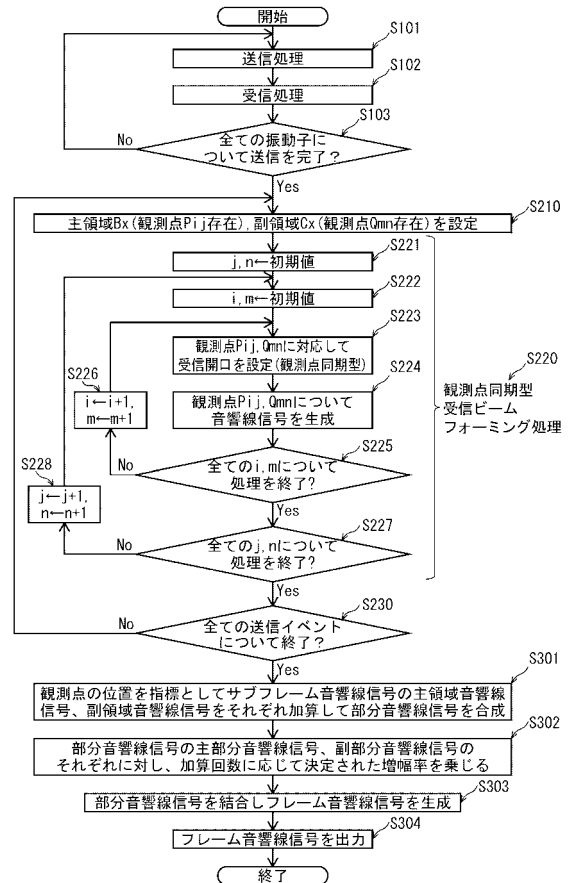 開始
S101
送信処理
S102
受信処理
S103
全ての振動子に
ついて送信を完了?
No
Yes
S210
主領域Bx(観測点Pij存在),副領域Cx(観測点Qmn存在)を設定
S221
j,n←初期値
S222
i,m←初期値
S223
観測点Pij,Qmnに対応して
受信開口を設定(観測点同期型)
S224
観測点Pij,Qmnについて
音響線信号を生成
S226
i←i+1,
m←m+1
S225
全てのi,mについて
処理を終了?
No
Yes
S228
j←j+1,
n←n+1
S227
全てのj,nについて
処理を終了?
No
Yes
S220
観測点同期型
受信ビーム
フォーミング処理
S230
全ての送信イベント
について終了?
No
Yes
S301
観測点の位置を指標としてサブフレーム音響線信号の主領域音響線
信号、副領域音響線信号をそれぞれ加算して部分音響線信号を合成
S302
部分音響線信号の主部分音響線信号、副部分音響線信号の
それぞれに対し、加算回数に応じて決定された増幅率を乗じる
S303
部分音響線信号を結合しフレーム音響線信号を生成
S304
フレーム音響線信号を出力
終了